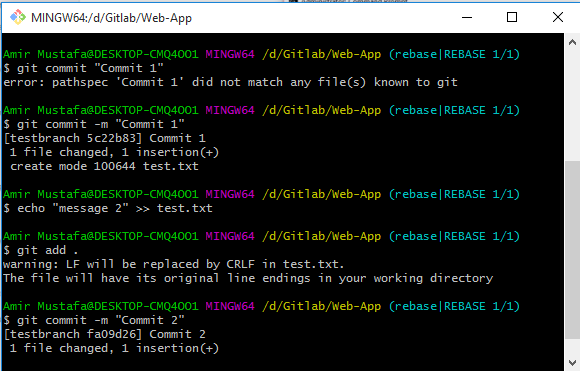 MINGW64:/d/Gitlab/Web-App
Amir Mustafa@DESKTOP-CMQ4OO1 MINGW64 /d/Gitlab/Web-App (rebase|REBASE 1/1)
$ git commit "Commit 1"
error: pathspec 'Commit 1' did not match any file(s) known to git
Amir Mustafa@DESKTOP-CMQ4OO1 MINGW64 /d/Gitlab/Web-App (rebase|REBASE 1/1)
$ git commit -m "Commit 1"
[testbranch 5c22b83] Commit 1
1 file changed, 1 insertion(+)
create mode 100644 test.txt
Amir Mustafa@DESKTOP-CMQ4OO1 MINGW64 /d/Gitlab/Web-App (rebase|REBASE 1/1)
$ echo "message 2" >> test.txt
Amir Mustafa@DESKTOP-CMQ4OO1 MINGW64 /d/Gitlab/Web-App (rebase|REBASE 1/1)
$ git add .
warning: LF will be replaced by CRLF in test.txt.
The file will have its original line endings in your working directory
Amir Mustafa@DESKTOP-CMQ4OO1 MINGW64 /d/Gitlab/Web-App (rebase|REBASE 1/1)
$ git commit -m "Commit 2"
[testbranch fa09d26] Commit 2
1 file changed, 1 insertion(+)